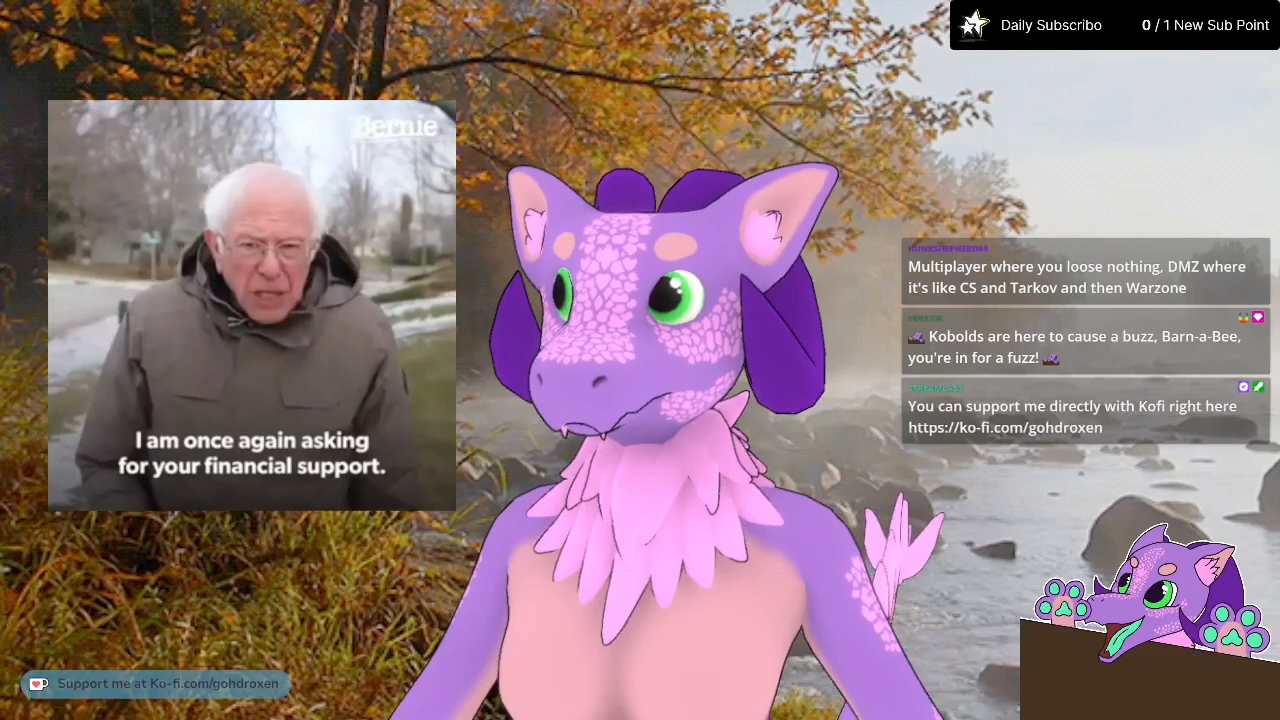 Daily Subscribo 0 / 1 New Sub Point
Bernie
I am once again asking
for your financial support.
HUNKSHEPHERD69
Multiplayer where you loose nothing, DMZ where
it's like CS and Tarkov and then Warzone
Kobolds are here to cause a buzz, Barn-a-Bee,
you're in for a fuzz!
You can support me directly with Kofi right here
https://ko-fi.com/gohdroxen
Support me at Ko-fi.com/gohdroxen